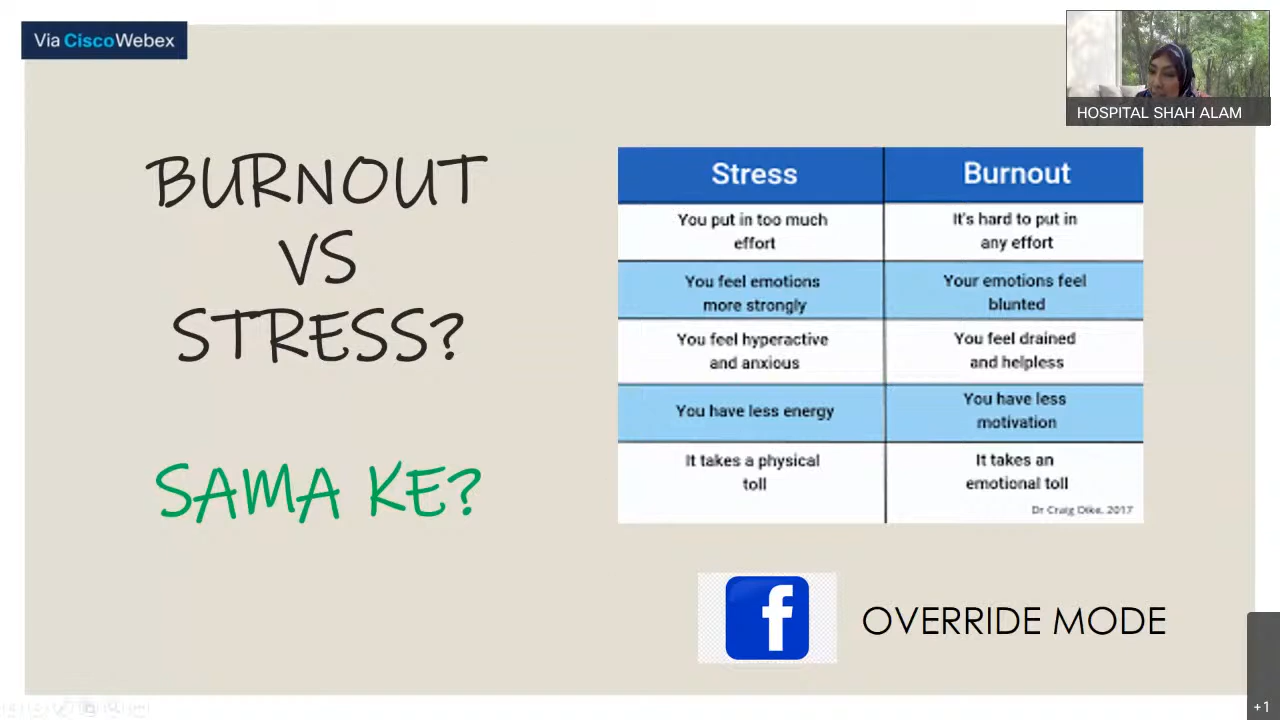 Via Cisco Webex
HOSPITAL SHAH ALAM
BURNOUT
VS
STRESS?
SAMA KE?
Stress
Burnout
You put in too much
effort
It's hard to put in
any effort
You feel emotions
more strongly
Your emotions feel
blunted
You feel hyperactive
and anxious
You feel drained
and helpless
You have less energy
You have less
motivation
It takes a physical
toll
It takes an
emotional toll
Dr Craig Dike, 2017
f
OVERRIDE MODE
+1